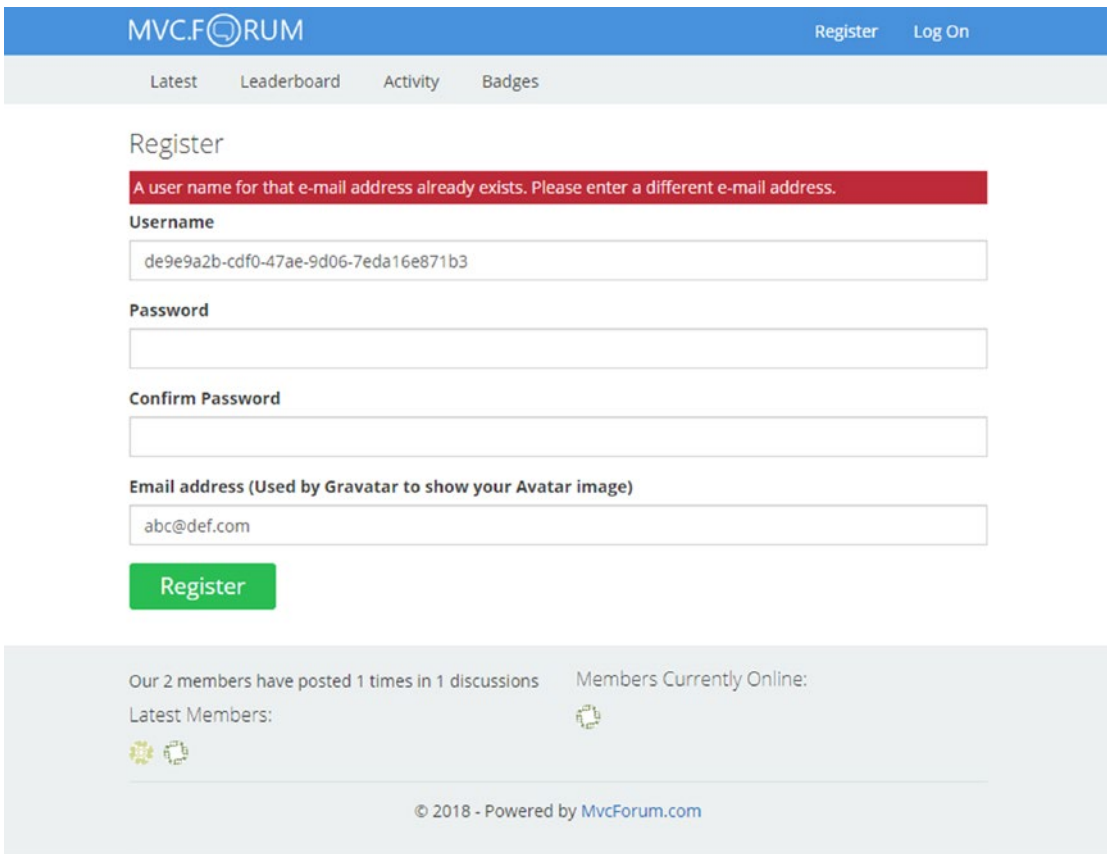 MVC.FORUM
Register Log On
Latest Leaderboard Activity Badges
Register
A user name for that e-mail address already exists. Please enter a different e-mail address.
Username
de9e9a2b-cdf0-47ae-9d06-7eda16e871b3
Password
Confirm Password
Email address (Used by Gravatar to show your Avatar image)
abc@def.com
Register
Our 2 members have posted 1 times in 1 discussions
Latest Members:
Members Currently Online:
© 2018 - Powered by MvcForum.com